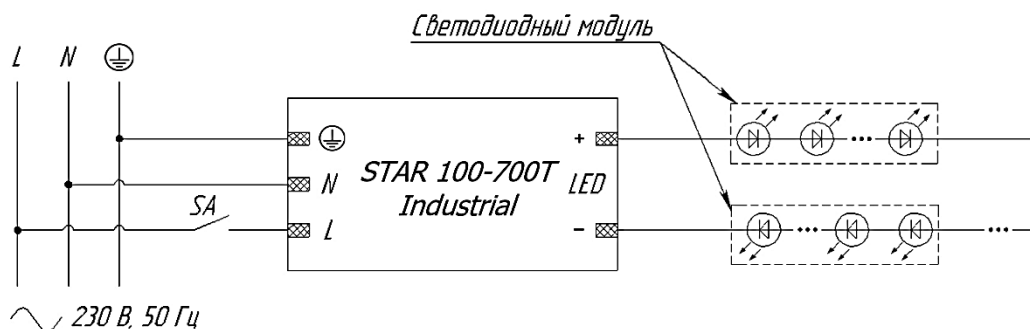 Светодиодный модуль
L N
SA
N
L
STAR 100-700T
Industrial
+
LED
-
230 В, 50 Гц